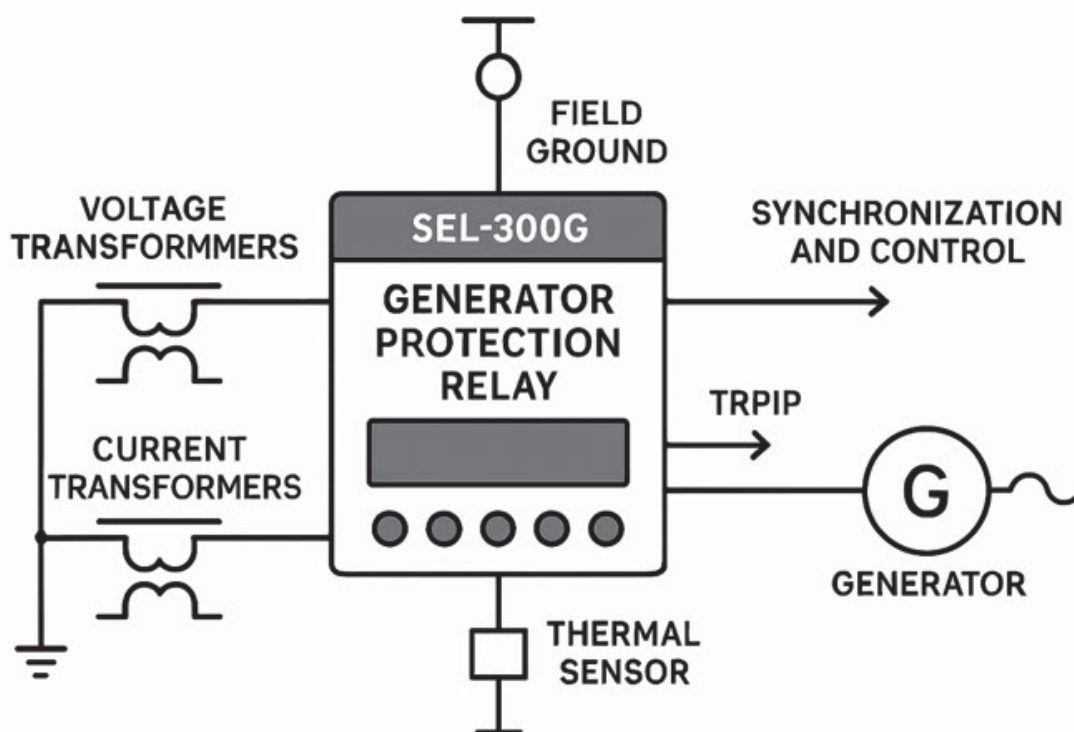 FIELD
GROUND
VOLTAGE
TRANSFORMMERS
SEL-300G
SYNCHRONIZATION
AND CONTROL
GENERATOR
PROTECTION
RELAY
TRPIP
CURRENT
TRANSFORMERS
G
GENERATOR
THERMAL
SENSOR